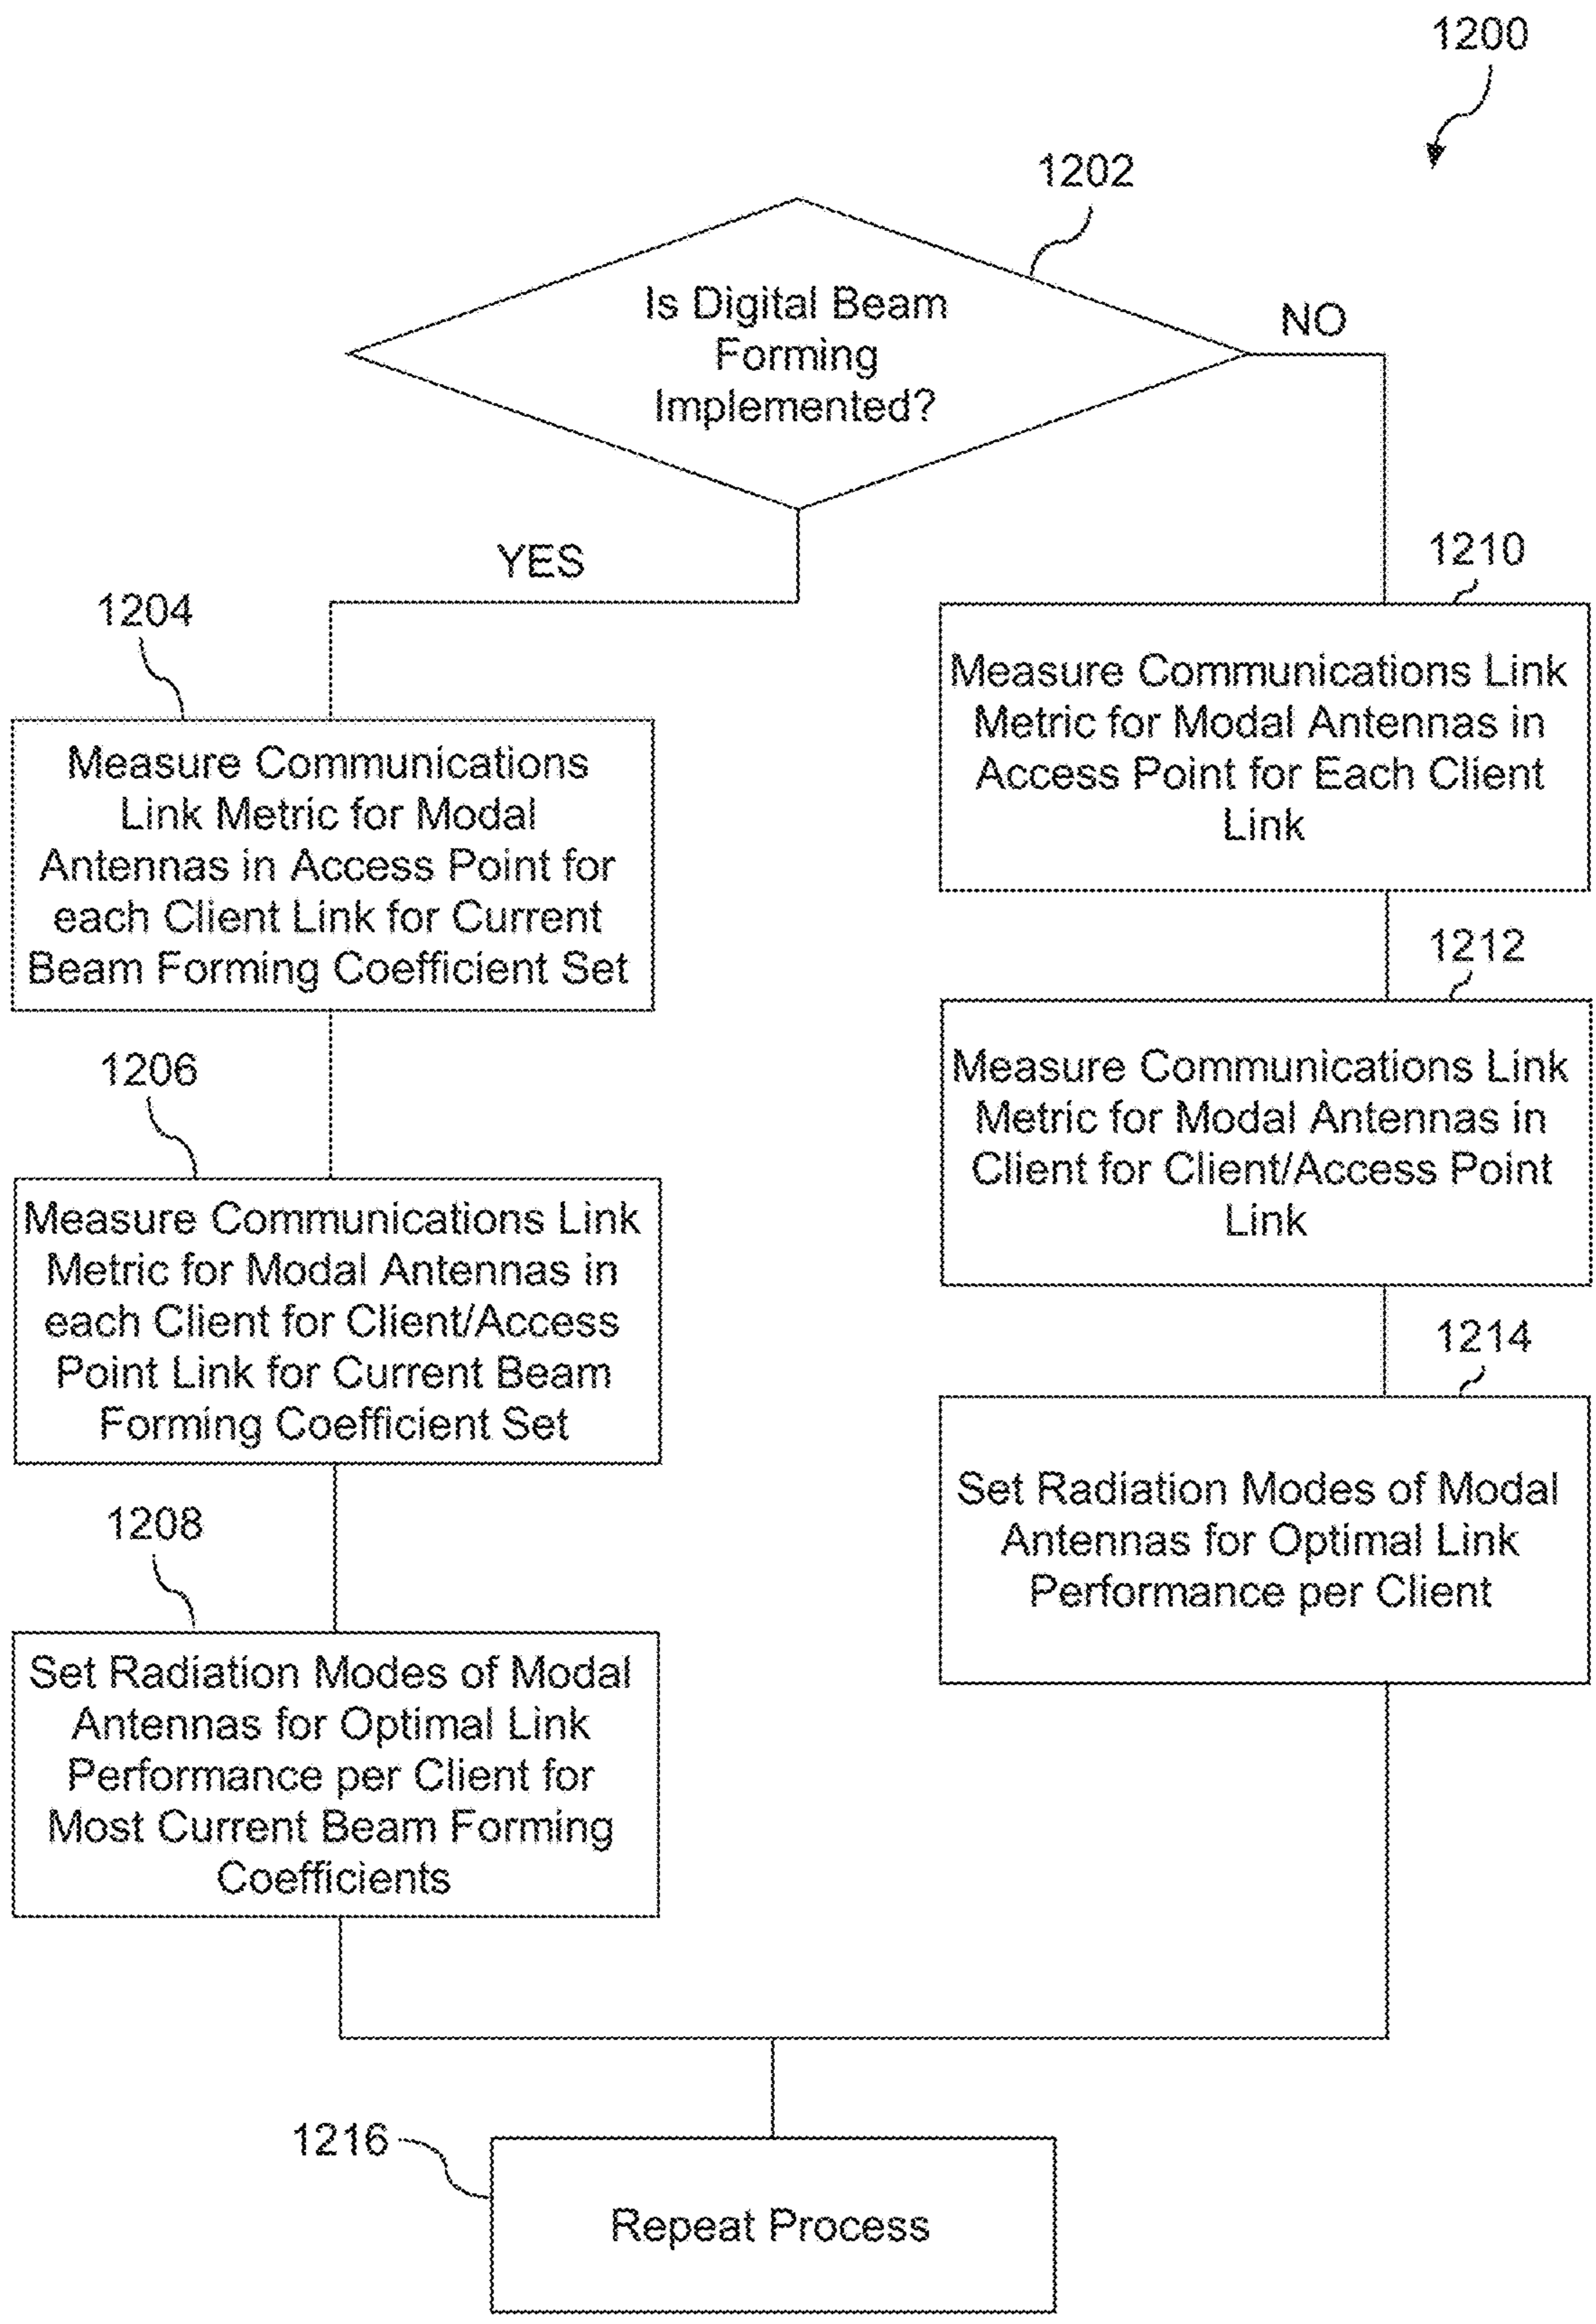 1200
1202
Is Digital Beam
Forming
Implemented?
NO
YES
1204
Measure Communications
Link Metric for Modal
Antennas in Access Point for
each Client Link for Current
Beam Forming Coefficient Set
1206
Measure Communications Link
Metric for Modal Antennas in
each Client for Client/Access
Point Link for Current Beam
Forming Coefficient Set
1208
Set Radiation Modes of Modal
Antennas for Optimal Link
Performance per Client for
Most Current Beam Forming
Coefficients
1210
Measure Communications Link
Metric for Modal Antennas in
Access Point for Each Client
Link
1212
Measure Communications Link
Metric for Modal Antennas in
Client for Client/Access Point
Link
1214
Set Radiation Modes of Modal
Antennas for Optimal Link
Performance per Client
1216
Repeat Process